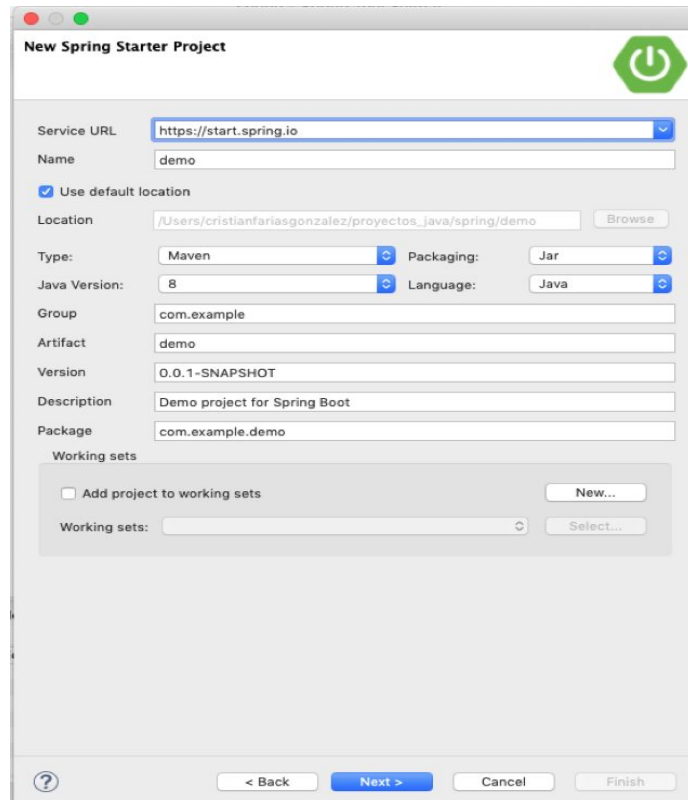 New Spring Starter Project
Service URL https://start.spring.io
Name demo
Use default location
Location /Users/cristianfariasgonzalez/proyectos_java/spring/demo Browse
Type: Maven Packaging: Jar
Java Version: 8 Language: Java
Group com.example
Artifact demo
Version 0.0.1-SNAPSHOT
Description Demo project for Spring Boot
Package com.example.demo
Working sets
Add project to working sets New...
Working sets: Select...
? < Back Next > Cancel Finish